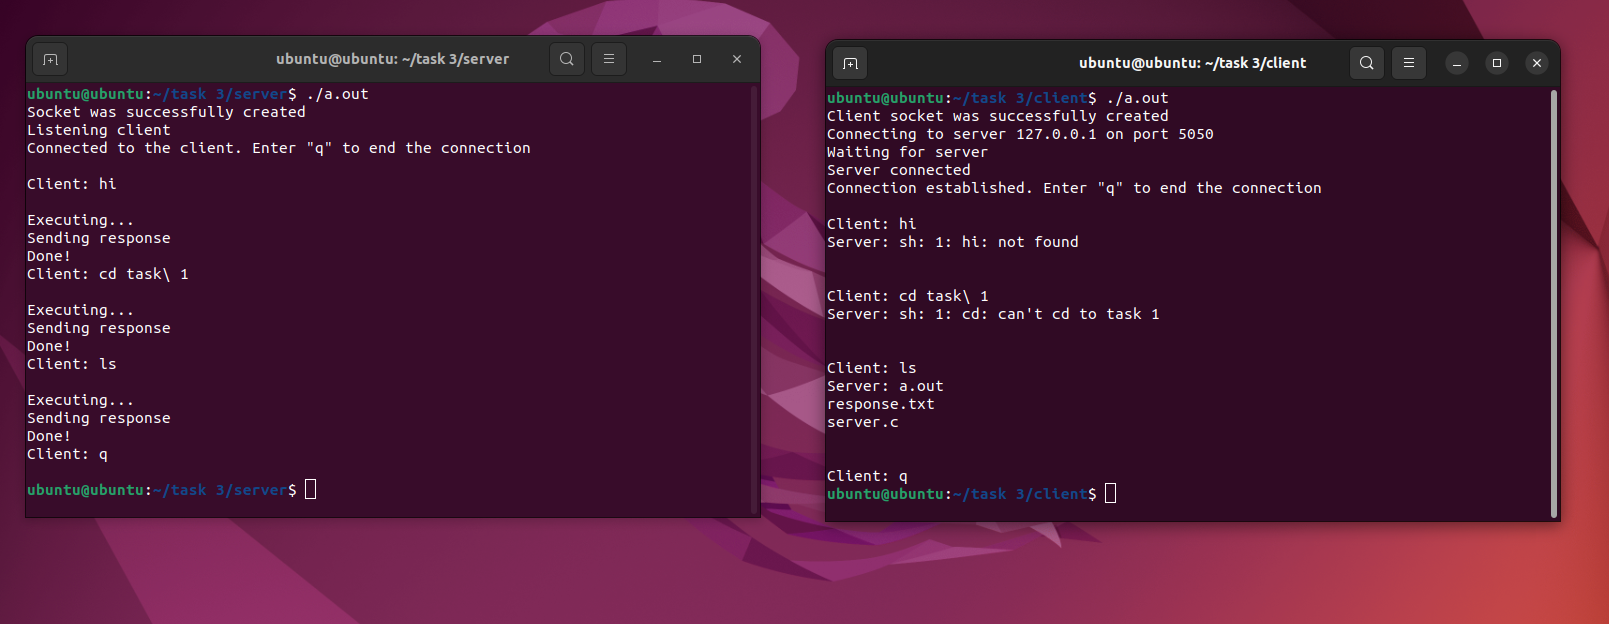 ubuntu@ubuntu: ~/task 3/server
ubuntu@ubuntu:~/task 3/server$ ./a.out
Socket was successfully created
Listening client
Connected to the client. Enter "q" to end the connection
Client: hi
Executing...
Sending response
Done!
Client: cd task\ 1
Executing...
Sending response
Done!
Client: ls
Executing...
Sending response
Done!
Client: q
ubuntu@ubuntu:~/task 3/server$
ubuntu@ubuntu: ~/task 3/client
ubuntu@ubuntu:~/task 3/client$ ./a.out
Client socket was successfully created
Connecting to server 127.0.0.1 on port 5050
Waiting for server
Server connected
Connection established. Enter "q" to end the connection
Client: hi
Server: sh: 1: hi: not found
Client: cd task\ 1
Server: sh: 1: cd: can't cd to task 1
Client: ls
Server: a.out
response.txt
server.c
Client: q
ubuntu@ubuntu:~/task 3/client$